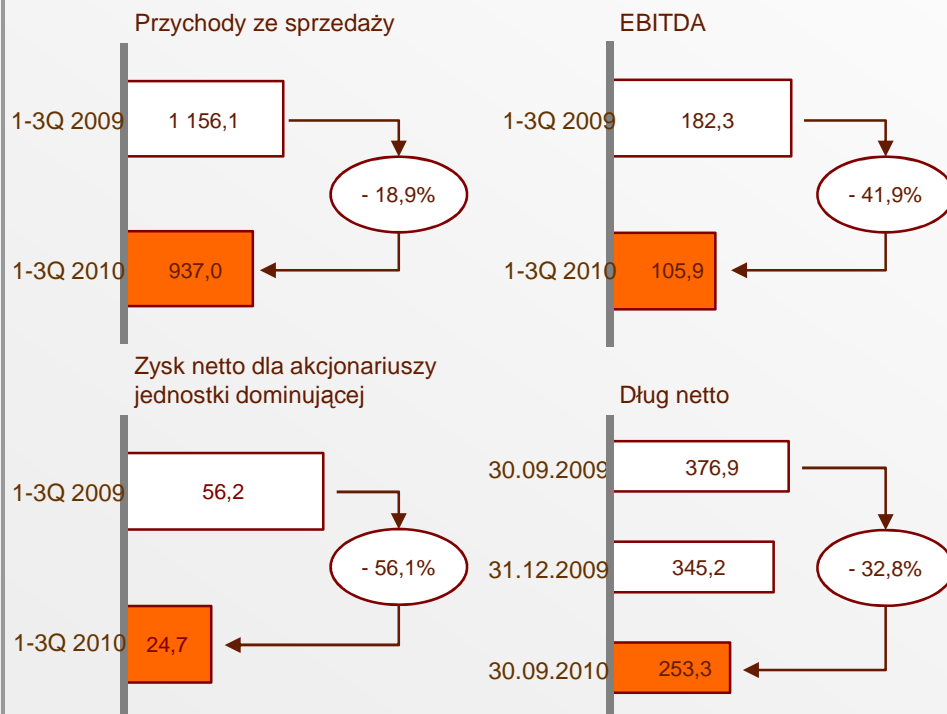 Przychody ze sprzedaży
1-3Q 2009
1 156,1
- 18,9%
1-3Q 2010
937,0
EBITDA
1-3Q 2009
182,3
- 41,9%
1-3Q 2010
105,9
Zysk netto dla akcjonariuszy
jednostki dominującej
1-3Q 2009
56,2
- 56,1%
1-3Q 2010
24,7
Dług netto
30.09.2009
376,9
31.12.2009
345,2
- 32,8%
30.09.2010
253,3